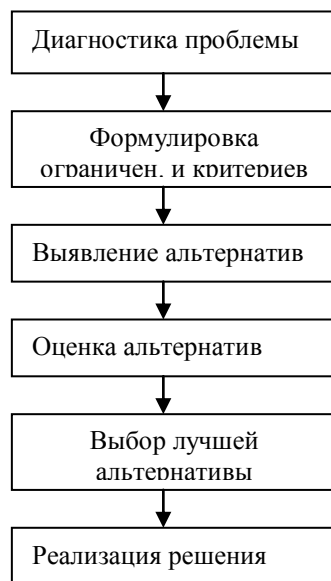 Диагностика проблемы
Формулировка
ограничен. и критериев
Выявление альтернатив
Оценка альтернатив
Выбор лучшей
альтернативы
Реализация решения